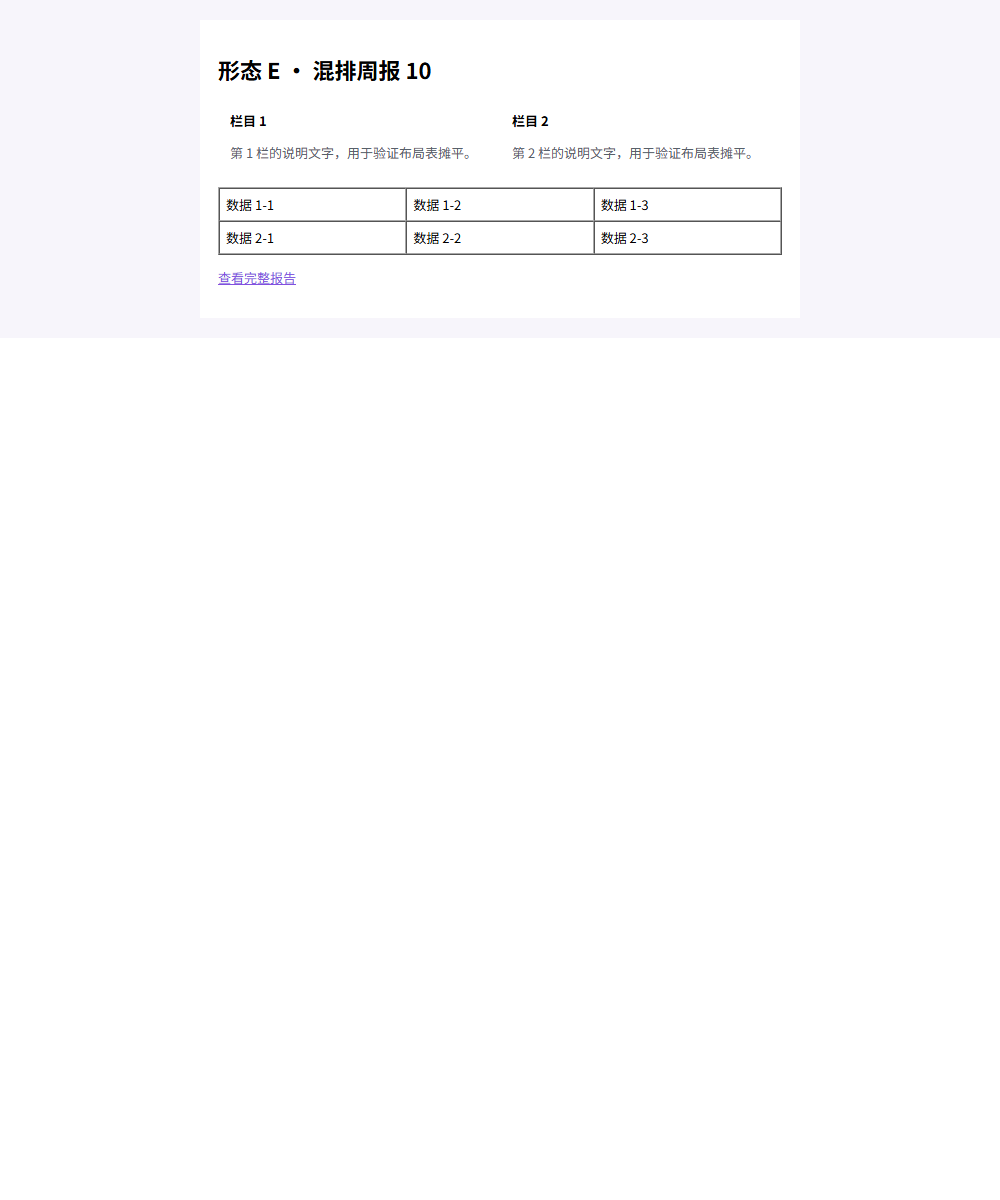 形态 E · 混排周报 10
栏目 1
第 1 栏的说明文字，用于验证布局表摊平。
栏目 2
第 2 栏的说明文字，用于验证布局表摊平。
数据 1-1 数据 1-2 数据 1-3
数据 2-1 数据 2-2 数据 2-3
查看完整报告